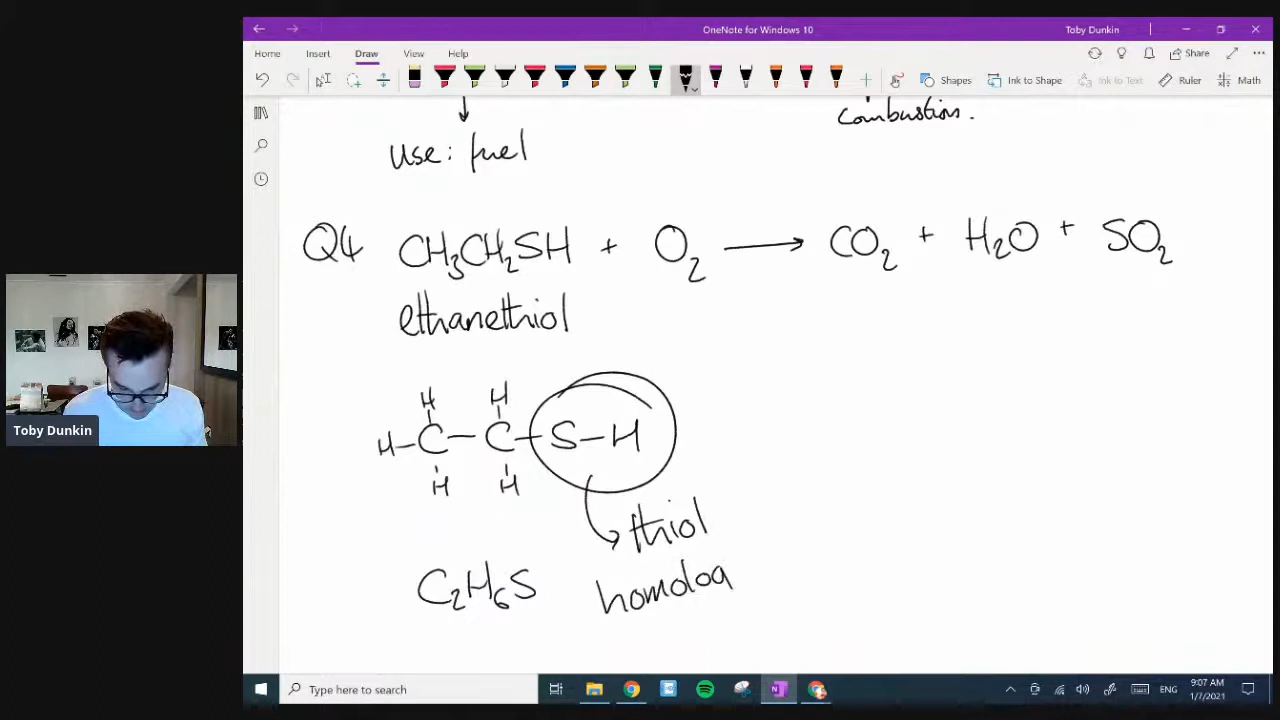 OneNote for Windows 10
Toby Dunkin
Home Insert Draw View Help
Share
Shapes Ink to Shape Ink to Text Ruler Math
combustion.
Use: fuel
Q4 CH3CH2SH + O2 → CO2 + H2O + SO2
ethanethiol
H H
H-C-C-S-H
H H
thiol
C2H6S homolog
Toby Dunkin
Type here to search
ENG
9:07 AM
1/7/2021